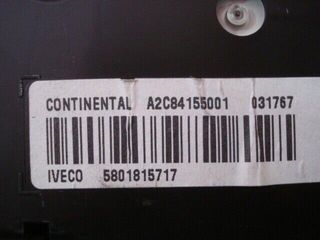 CONTINENTAL A2C84155001 031767
IVECO 5801815717